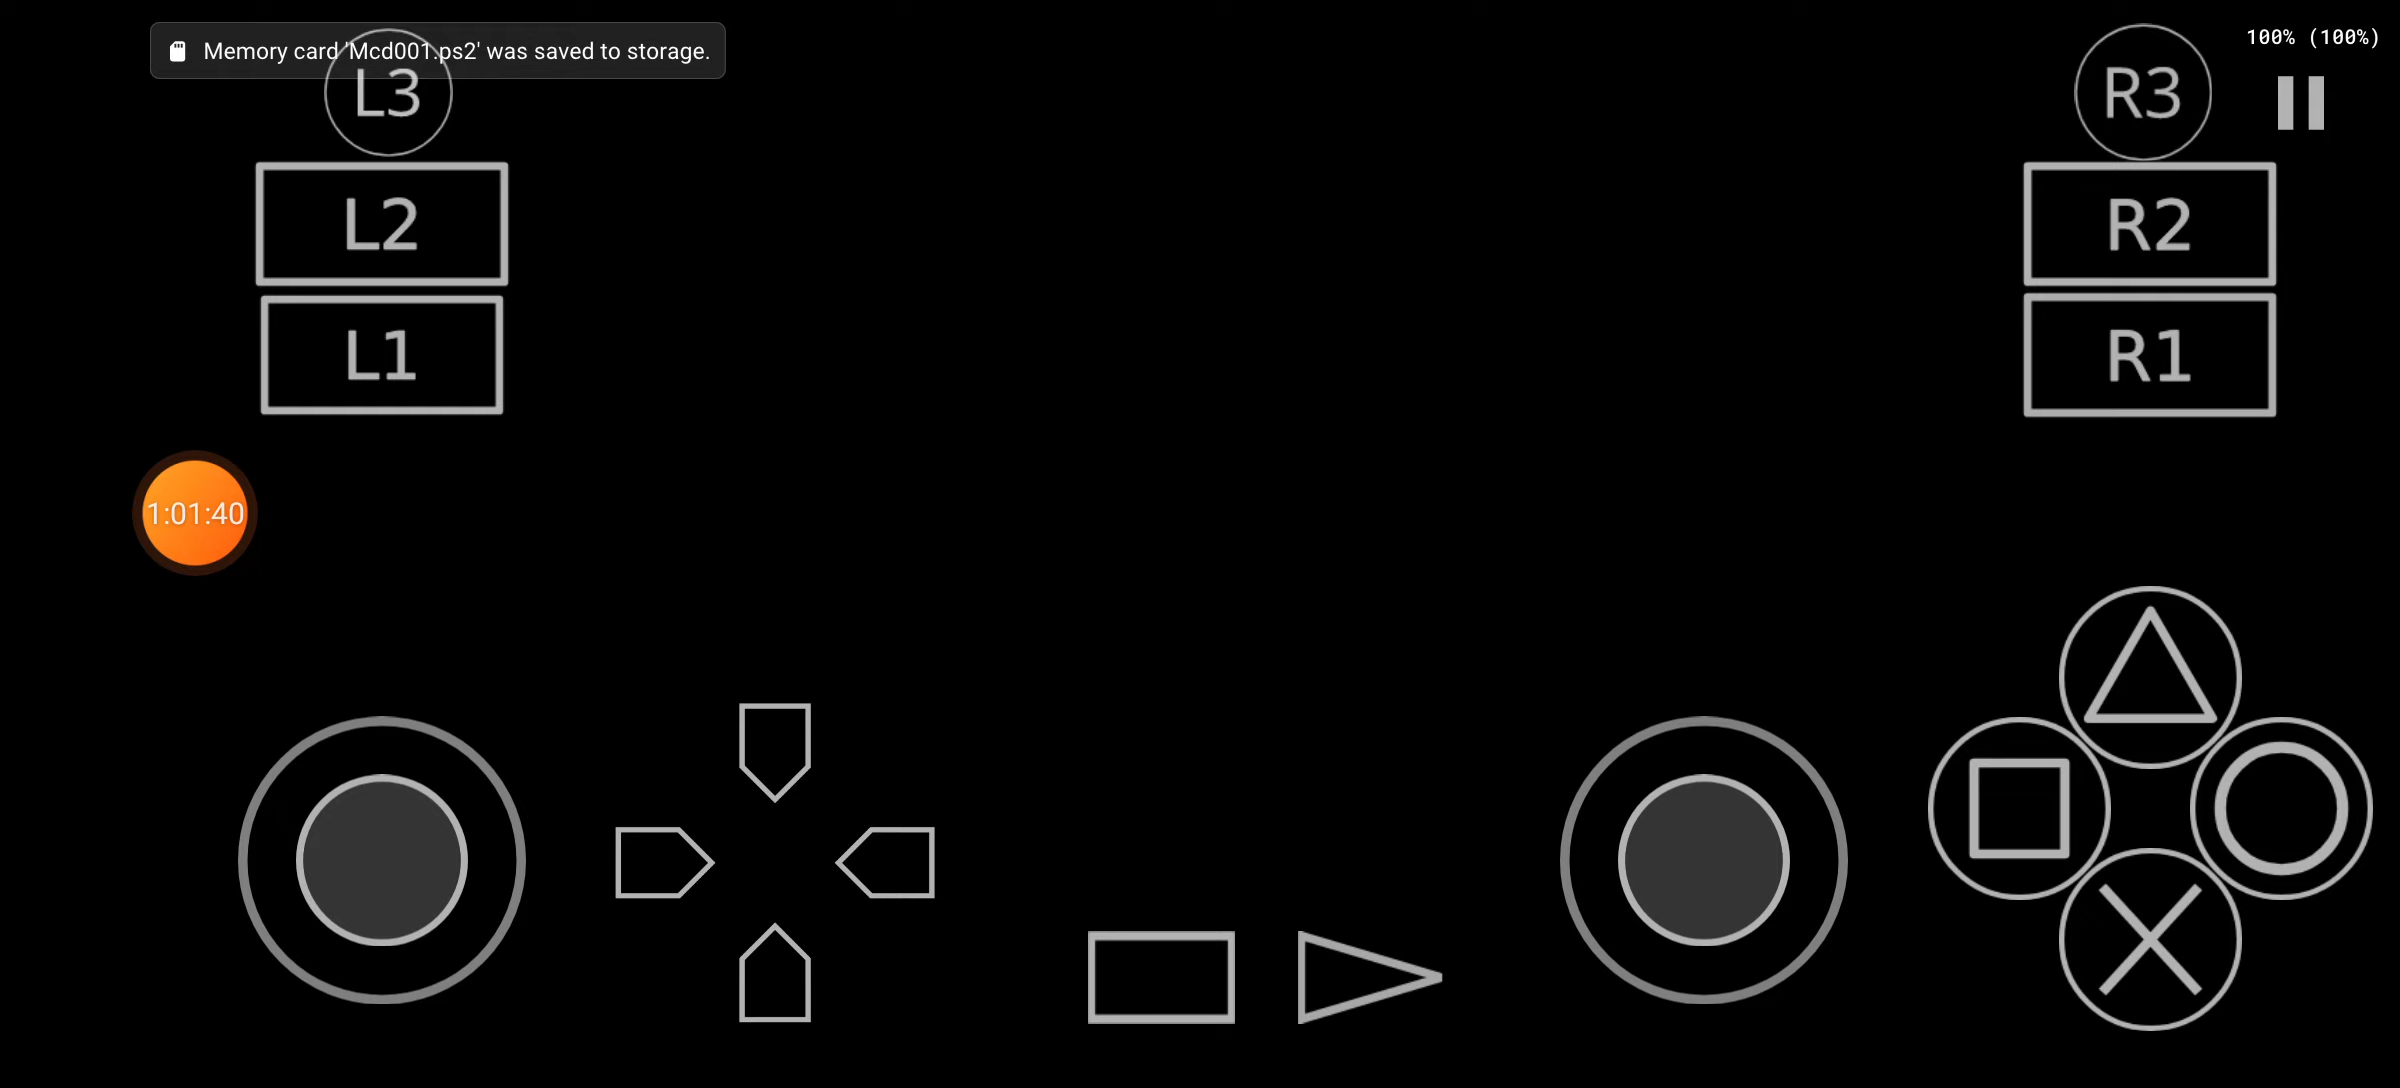 Memory card 'Mcd001.ps2' was saved to storage.
100% (100%)
L3
R3
L2
R2
L1
R1
1:01:40